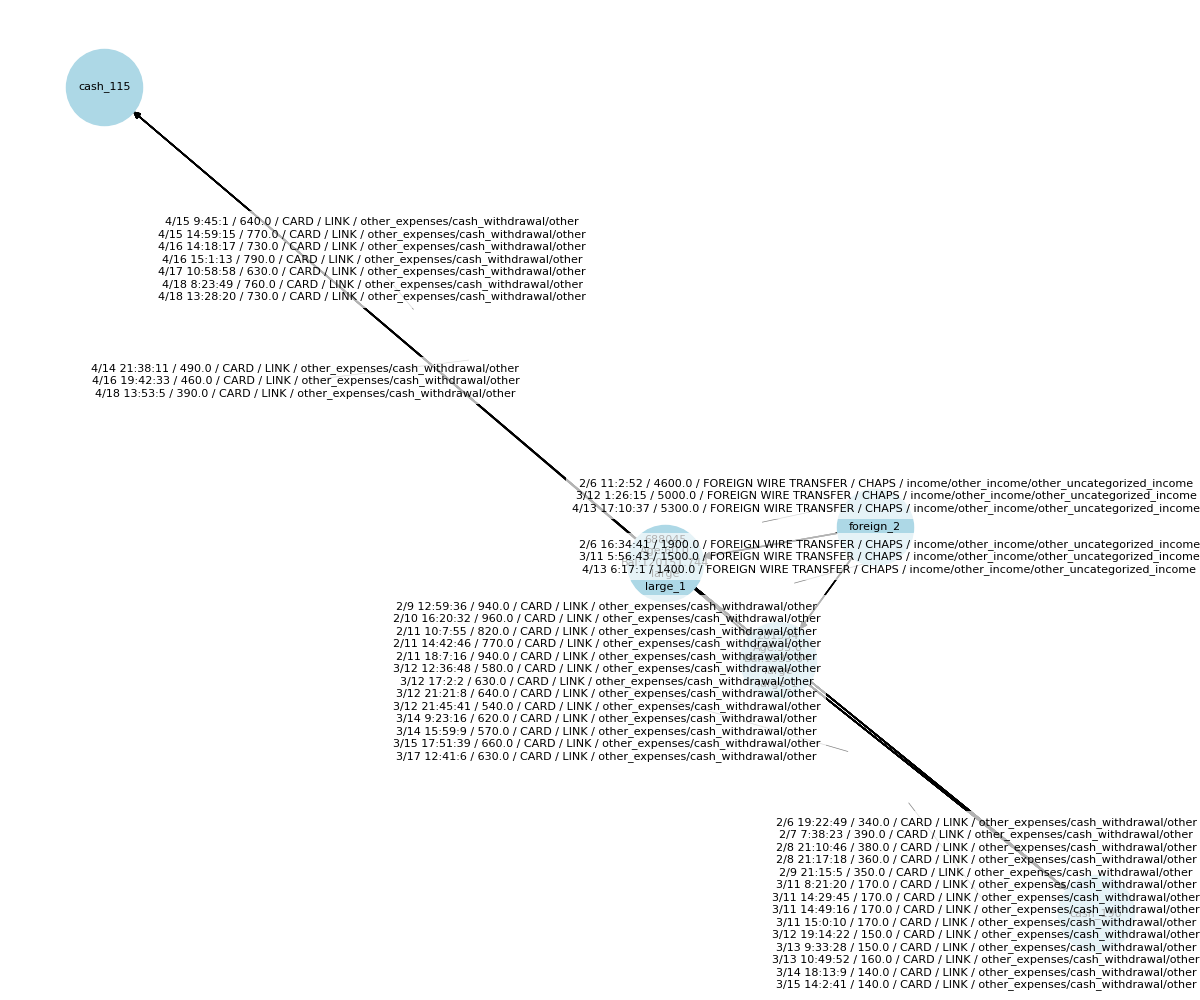 cash_115
4/15 9:45:1 / 640.0 / CARD / LINK / other_expenses/cash_withdrawal/other
4/15 14:59:15 / 770.0 / CARD / LINK / other_expenses/cash_withdrawal/other
4/16 14:18:17 / 730.0 / CARD / LINK / other_expenses/cash_withdrawal/other
4/16 15:1:13 / 790.0 / CARD / LINK / other_expenses/cash_withdrawal/other
4/17 10:58:58 / 630.0 / CARD / LINK / other_expenses/cash_withdrawal/other
4/18 8:23:49 / 760.0 / CARD / LINK / other_expenses/cash_withdrawal/other
4/18 13:28:20 / 730.0 / CARD / LINK / other_expenses/cash_withdrawal/other
4/14 21:38:11 / 490.0 / CARD / LINK / other_expenses/cash_withdrawal/other
4/16 19:42:33 / 460.0 / CARD / LINK / other_expenses/cash_withdrawal/other
4/18 13:53:5 / 390.0 / CARD / LINK / other_expenses/cash_withdrawal/other
2/6 11:2:52 / 4600.0 / FOREIGN WIRE TRANSFER / CHAPS / income/other_income/other_uncategorized_income
3/12 1:26:15 / 5000.0 / FOREIGN WIRE TRANSFER / CHAPS / income/other_income/other_uncategorized_income
4/13 17:10:37 / 5300.0 / FOREIGN WIRE TRANSFER / CHAPS / income/other_income/other_uncategorized_income
foreign_2
2/6 16:34:41 / 1900.0 / FOREIGN WIRE TRANSFER / CHAPS / income/other_income/other_uncategorized_income
3/11 5:56:43 / 1500.0 / FOREIGN WIRE TRANSFER / CHAPS / income/other_income/other_uncategorized_income
4/13 6:17:1 / 1400.0 / FOREIGN WIRE TRANSFER / CHAPS / income/other_income/other_uncategorized_income
large
large_1
2/9 12:59:36 / 940.0 / CARD / LINK / other_expenses/cash_withdrawal/other
2/10 16:20:32 / 960.0 / CARD / LINK / other_expenses/cash_withdrawal/other
2/11 10:7:55 / 820.0 / CARD / LINK / other_expenses/cash_withdrawal/other
2/11 14:42:46 / 770.0 / CARD / LINK / other_expenses/cash_withdrawal/other
2/11 18:7:16 / 940.0 / CARD / LINK / other_expenses/cash_withdrawal/other
3/12 12:36:48 / 580.0 / CARD / LINK / other_expenses/cash_withdrawal/other
3/12 17:2:2 / 630.0 / CARD / LINK / other_expenses/cash_withdrawal/other
3/12 21:21:8 / 640.0 / CARD / LINK / other_expenses/cash_withdrawal/other
3/12 21:45:41 / 540.0 / CARD / LINK / other_expenses/cash_withdrawal/other
3/14 9:23:16 / 620.0 / CARD / LINK / other_expenses/cash_withdrawal/other
3/14 15:59:9 / 570.0 / CARD / LINK / other_expenses/cash_withdrawal/other
3/15 17:51:39 / 660.0 / CARD / LINK / other_expenses/cash_withdrawal/other
3/17 12:41:6 / 630.0 / CARD / LINK / other_expenses/cash_withdrawal/other
2/6 19:22:49 / 340.0 / CARD / LINK / other_expenses/cash_withdrawal/other
2/7 7:38:23 / 390.0 / CARD / LINK / other_expenses/cash_withdrawal/other
2/8 21:10:46 / 380.0 / CARD / LINK / other_expenses/cash_withdrawal/other
2/8 21:17:18 / 360.0 / CARD / LINK / other_expenses/cash_withdrawal/other
2/9 21:15:5 / 350.0 / CARD / LINK / other_expenses/cash_withdrawal/other
3/11 8:21:20 / 170.0 / CARD / LINK / other_expenses/cash_withdrawal/other
3/11 14:29:45 / 170.0 / CARD / LINK / other_expenses/cash_withdrawal/other
3/11 14:49:16 / 170.0 / CARD / LINK / other_expenses/cash_withdrawal/other
3/11 15:0:10 / 170.0 / CARD / LINK / other_expenses/cash_withdrawal/other
3/12 19:14:22 / 150.0 / CARD / LINK / other_expenses/cash_withdrawal/other
3/13 9:33:28 / 150.0 / CARD / LINK / other_expenses/cash_withdrawal/other
3/13 10:49:52 / 160.0 / CARD / LINK / other_expenses/cash_withdrawal/other
3/14 18:13:9 / 140.0 / CARD / LINK / other_expenses/cash_withdrawal/other
3/15 14:2:41 / 140.0 / CARD / LINK / other_expenses/cash_withdrawal/other